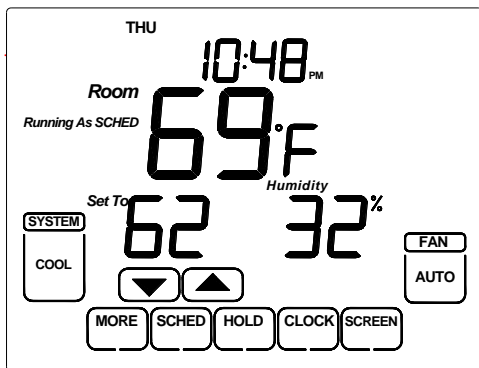 THU
10:48 PM
Room
Running As SCHED
69°F
Humidity
Set To
62 32%
SYSTEM
COOL
FAN
AUTO
MORE SCHED HOLD CLOCK SCREEN